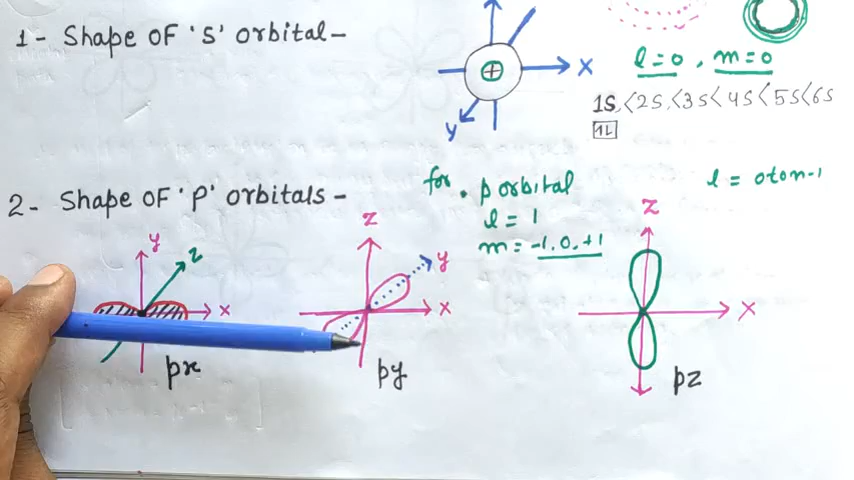 1- Shape OF 's' orbital-
X
y
l=0, m=0
1S<2S<3S<4S<5S<6S
1L
for p orbital
l = 1
m = -1, 0, +1
l = 0 to n-1
2- Shape OF 'P' orbitals-
y
z
x
px
z
y
x
py
z
x
pz